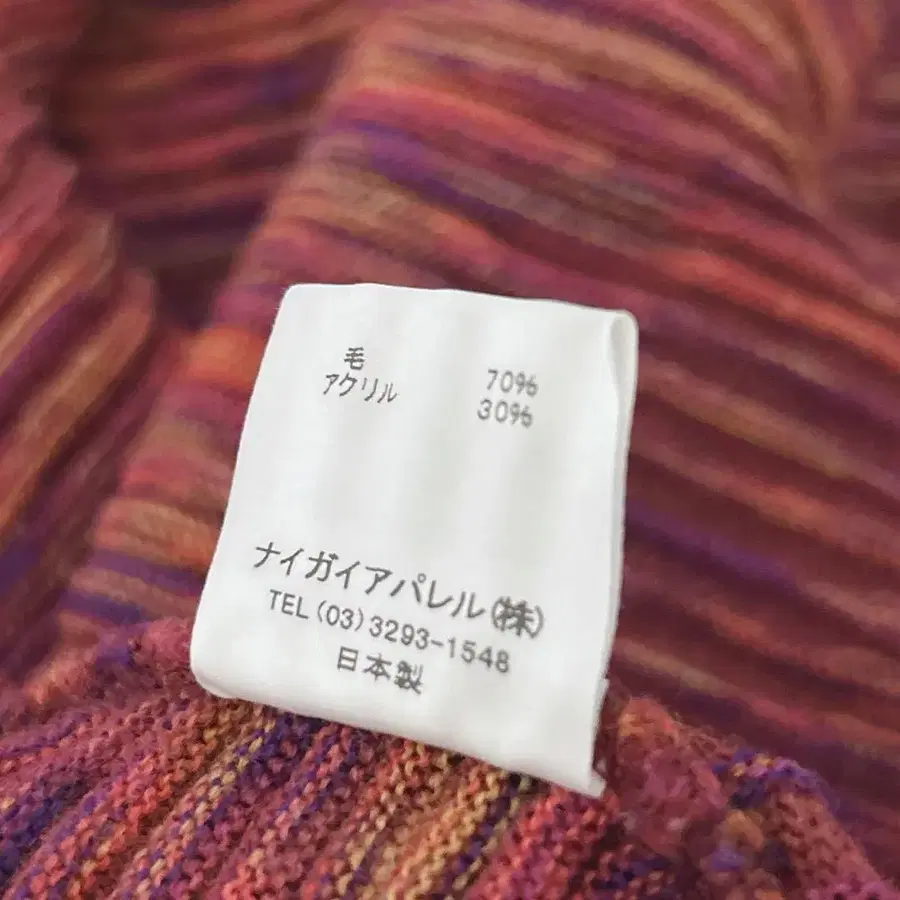 毛 70%
アクリル 30%
ナイガイアパレル(株)
TEL(03)3293-1548
日本製